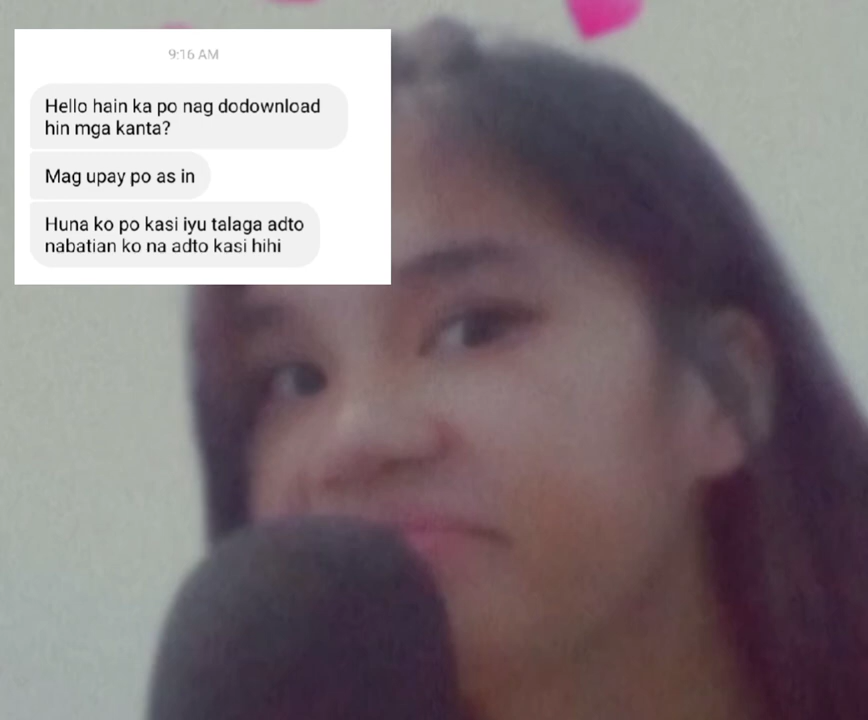 9:16 AM
Hello hain ka po nag dodownload
hin mga kanta?
Mag upay po as in
Huna ko po kasi iyu talaga adto
nabatian ko na adto kasi hihi